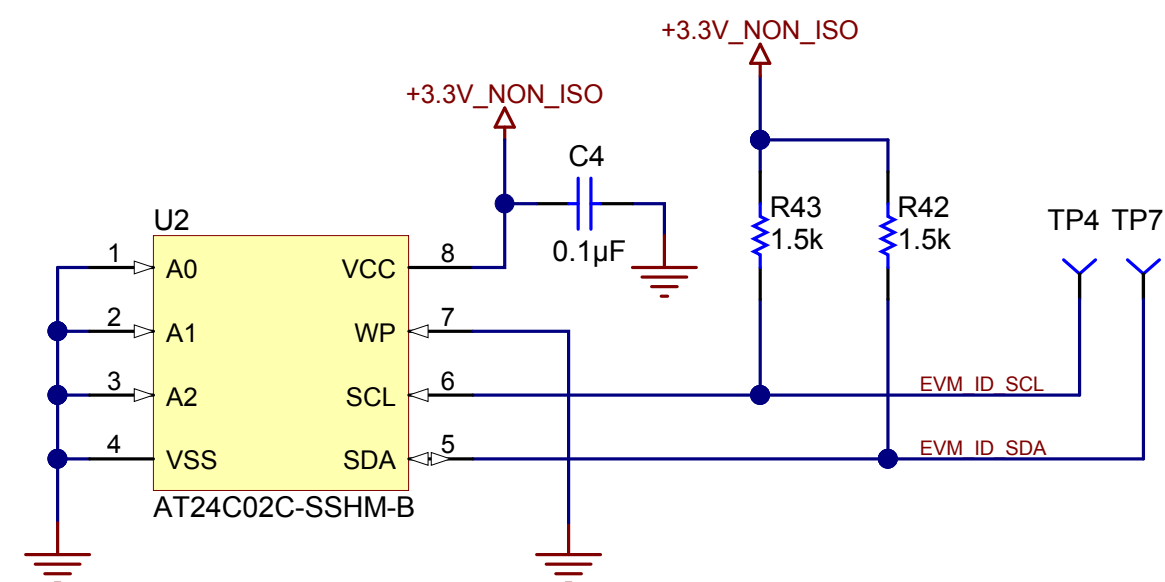 +3.3V_NON_ISO
+3.3V_NON_ISO
C4
0.1µF
R43
1.5k
R42
1.5k
TP4 TP7
U2
1 A0 VCC 8
2 A1 WP 7
3 A2 SCL 6 EVM_ID_SCL
4 VSS SDA 5 EVM_ID_SDA
AT24C02C-SSHM-B